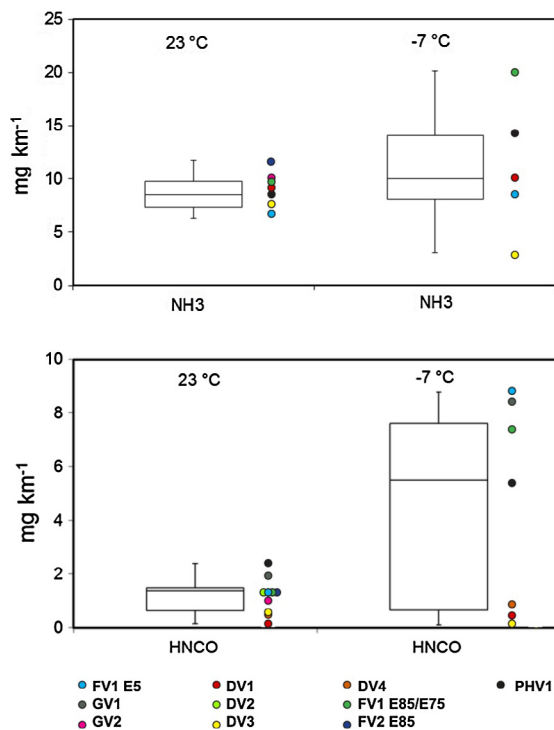 25
20
15
10
5
0
mg km-1
23 °C
-7 °C
NH3
NH3
10
8
6
4
2
0
mg km-1
23 °C
-7 °C
HNCO
HNCO
FV1 E5
DV1
DV4
PHV1
GV1
DV2
FV1 E85/E75
GV2
DV3
FV2 E85